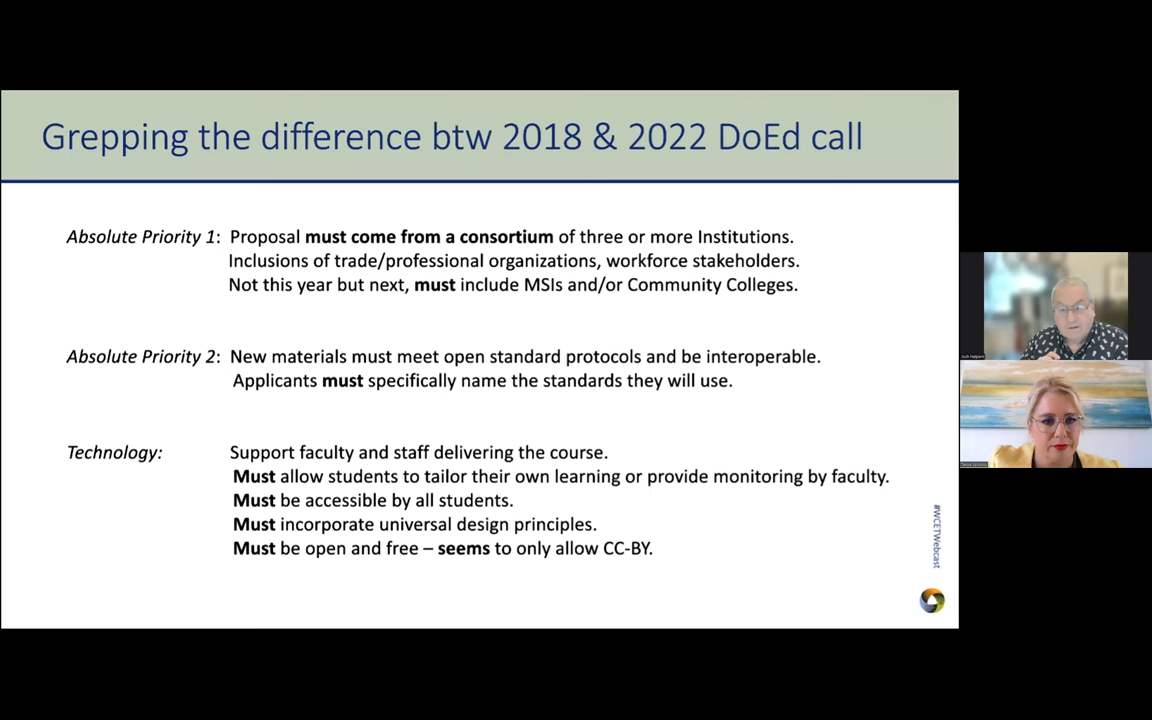 Grepping the difference btw 2018 & 2022 DoEd call
Absolute Priority 1: Proposal must come from a consortium of three or more Institutions.
Inclusions of trade/professional organizations, workforce stakeholders.
Not this year but next, must include MSIs and/or Community Colleges.
Absolute Priority 2: New materials must meet open standard protocols and be interoperable.
Applicants must specifically name the standards they will use.
Technology: Support faculty and staff delivering the course.
Must allow students to tailor their own learning or provide monitoring by faculty.
Must be accessible by all students.
Must incorporate universal design principles.
Must be open and free – seems to only allow CC-BY.
#WCETWebcast
Josh Halpern